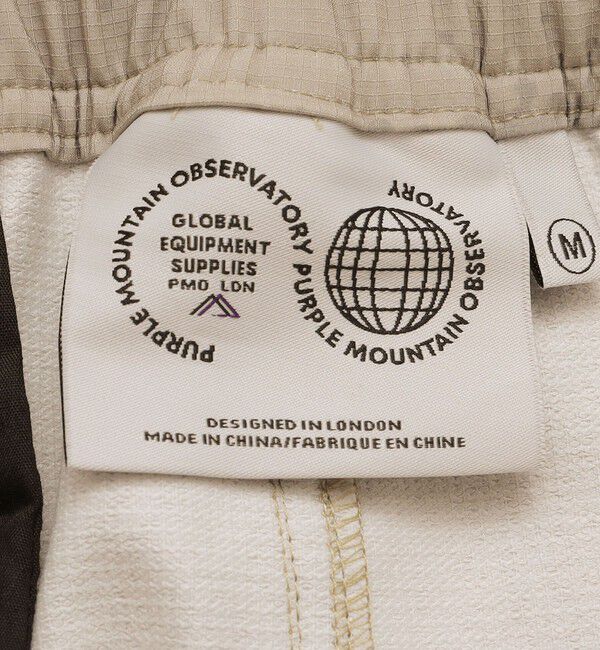 PURPLE MOUNTAIN OBSERVATORY PURPLE MOUNTAIN OBSERVATORY
GLOBAL
EQUIPMENT
SUPPLIES
PMO LDN
DESIGNED IN LONDON
MADE IN CHINA/FABRIQUE EN CHINE
M